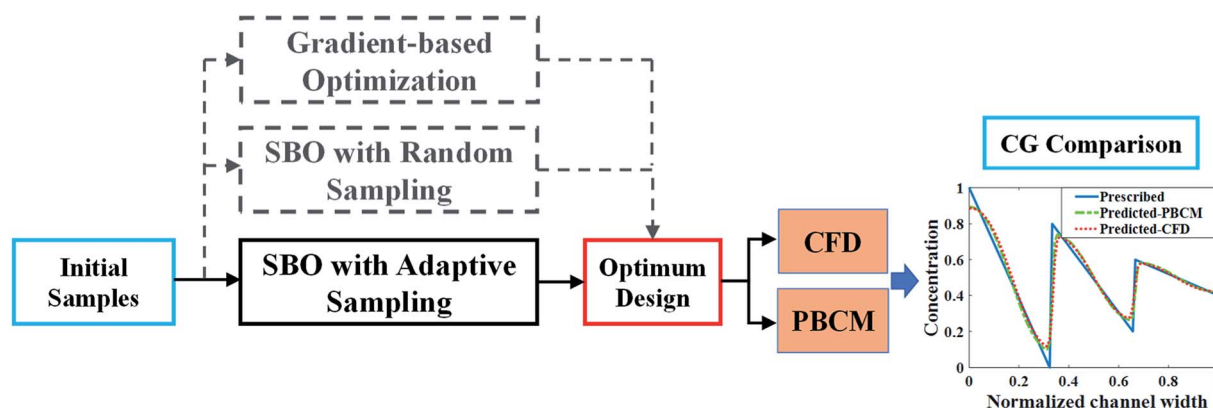 Gradient-based
Optimization
SBO with Random
Sampling
Initial
Samples
SBO with Adaptive
Sampling
Optimum
Design
CFD
PBCM
CG Comparison
Prescribed
Predicted-PBCM
Predicted-CFD
Concentration
1
0.8
0.6
0.4
0.2
0
0 0.2 0.4 0.6 0.8
Normalized channel width